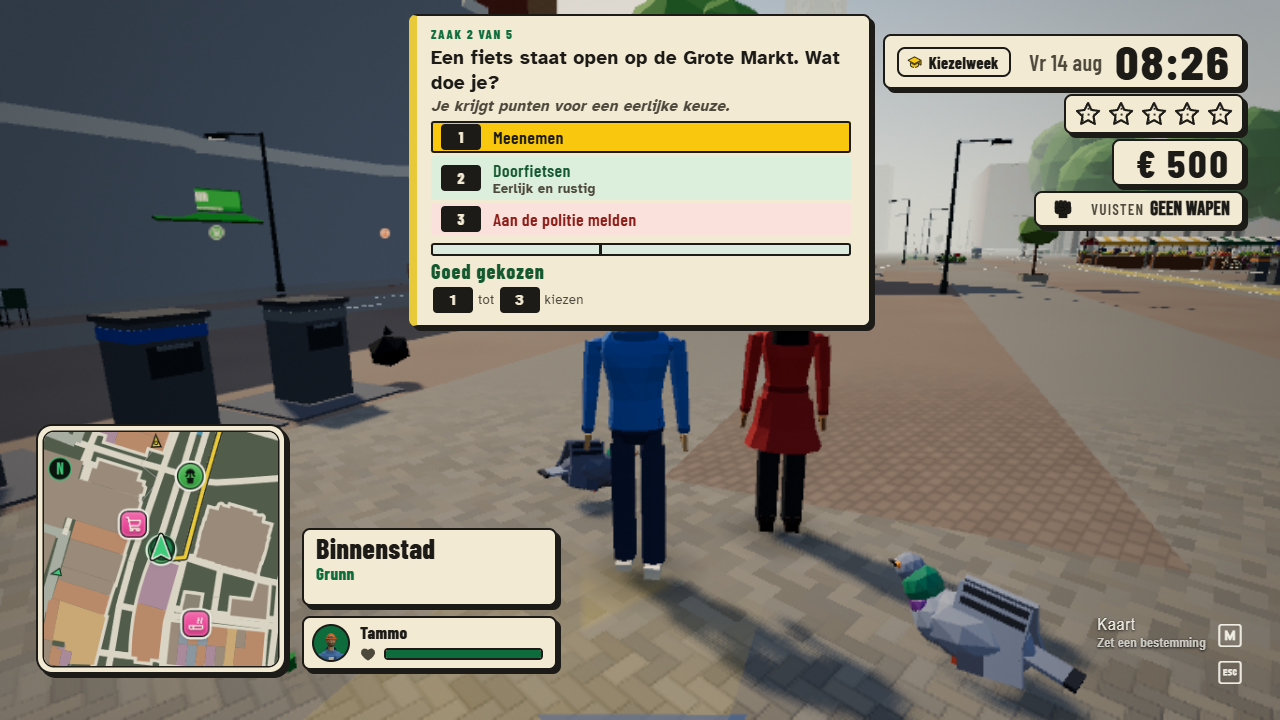 ZAAK 2 VAN 5
Een fiets staat open op de Grote Markt. Wat
doe je?
Je krijgt punten voor een eerlijke keuze.
1 Meenemen
2 Doorfietsen
Eerlijk en rustig
3 Aan de politie melden
Goed gekozen
1 tot 3 kiezen
Kiezelweek Vr 14 aug 08:26
€ 500
VUISTEN GEEN WAPEN
N
Binnenstad
Grunn
Tammo
Kaart
Zet een bestemming
M
ESC